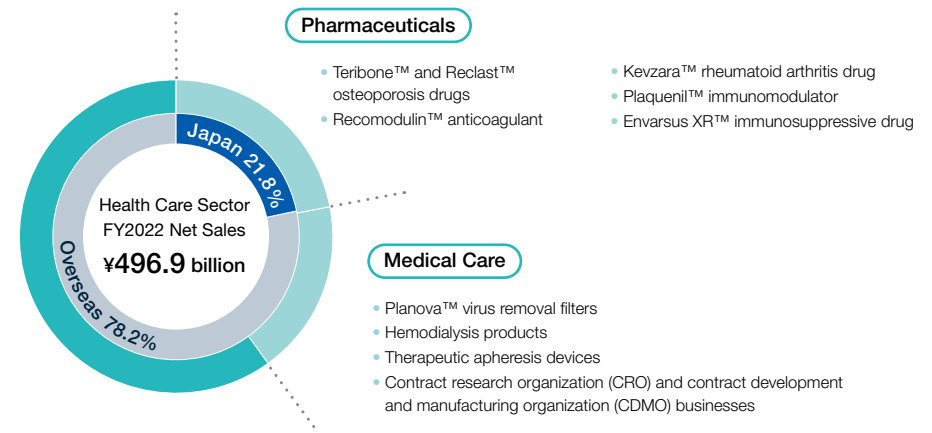 Pharmaceuticals
• Teribone™ and Reclast™
osteoporosis drugs
• Recomodulin™ anticoagulant
• Kevzara™ rheumatoid arthritis drug
• Plaquenil™ immunomodulator
• Envarsus XR™ immunosuppressive drug
Japan 21.8%
Health Care Sector
FY2022 Net Sales
¥496.9 billion
Overseas 78.2%
Medical Care
• Planova™ virus removal filters
• Hemodialysis products
• Therapeutic apheresis devices
• Contract research organization (CRO) and contract development
and manufacturing organization (CDMO) businesses